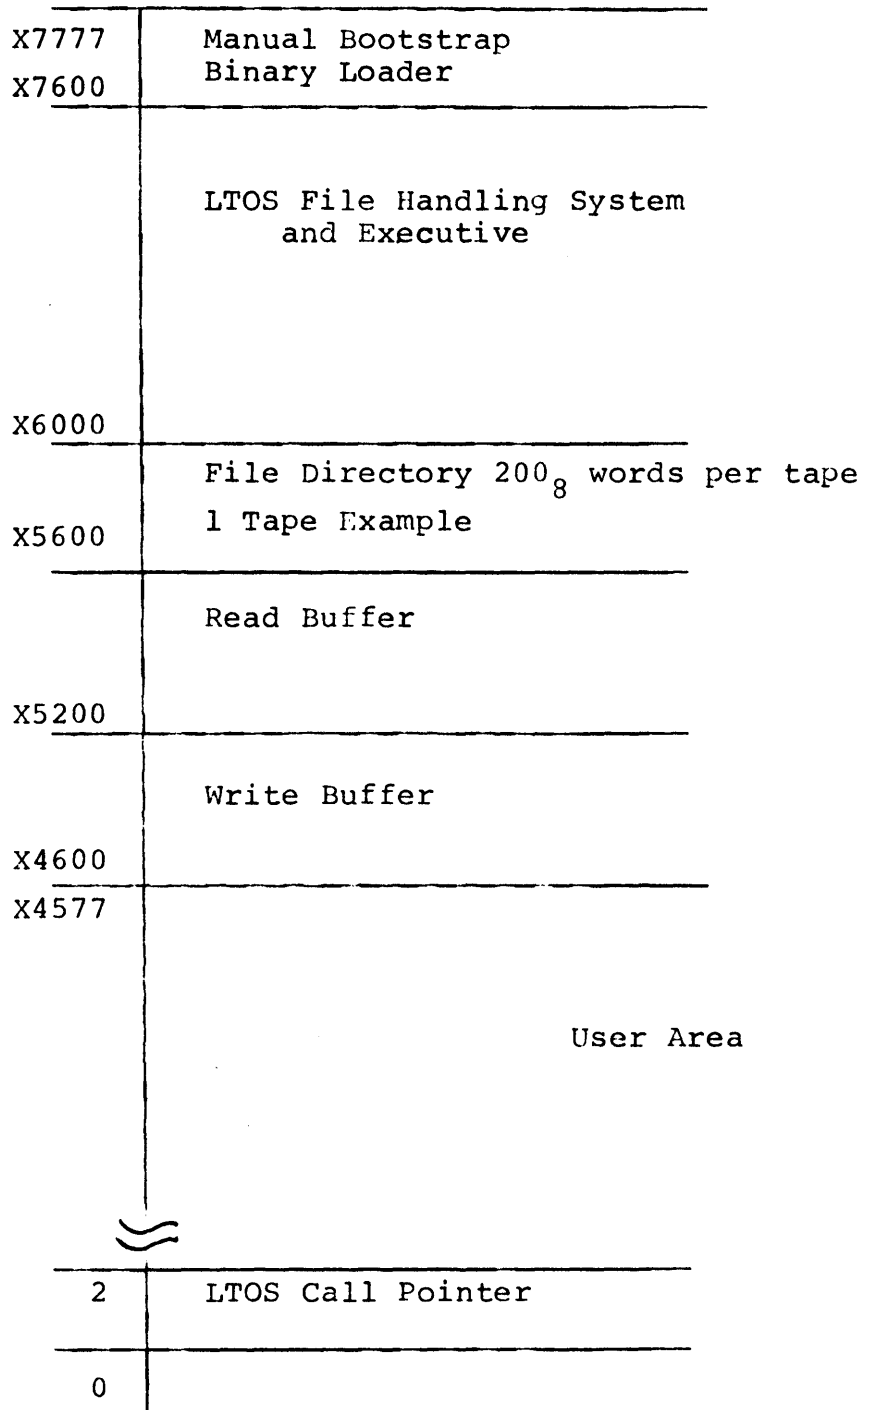 X7777 Manual Bootstrap
X7600 Binary Loader
LTOS File Handling System
and Executive
X6000
File Directory 200₈ words per tape
X5600 1 Tape Example
Read Buffer
X5200
Write Buffer
X4600
X4577
User Area
2 LTOS Call Pointer
0